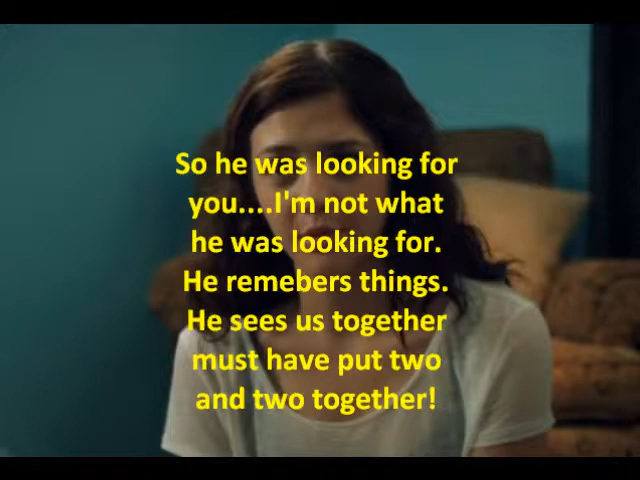 So he was looking for
you....I'm not what
he was looking for.
He remebers things.
He sees us together
must have put two
and two together!